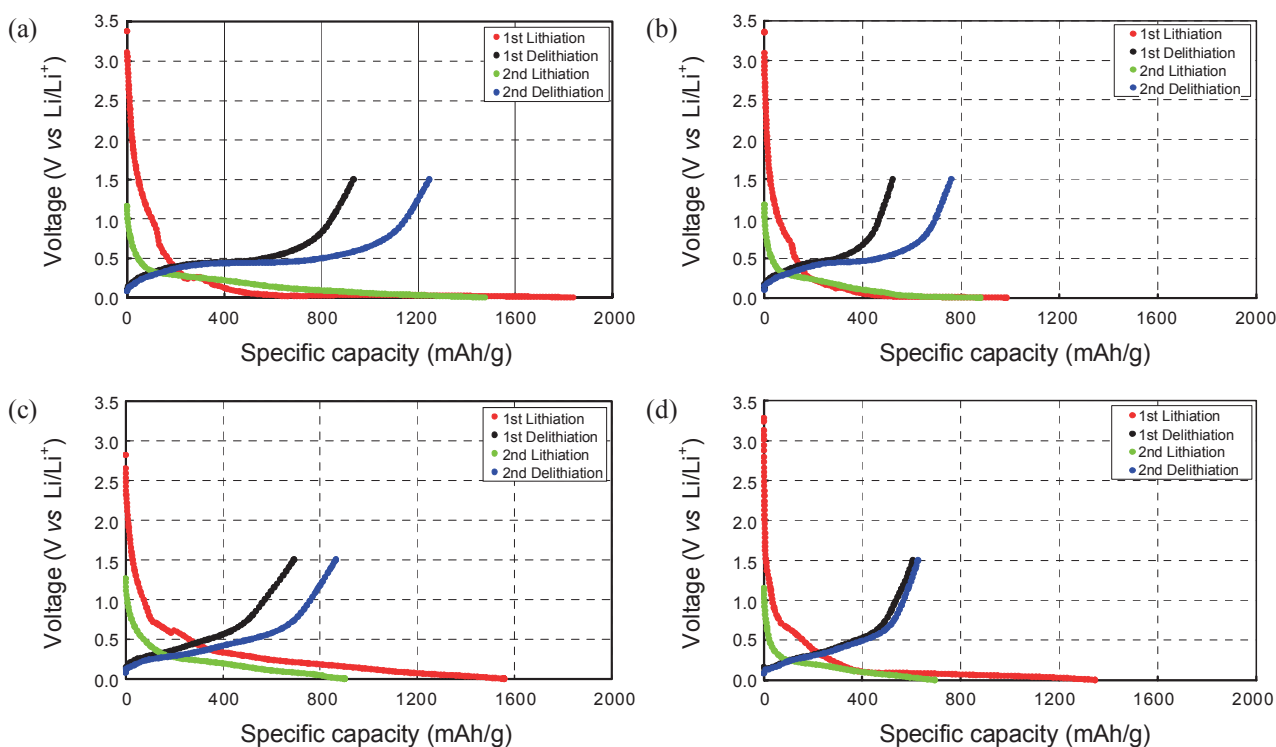 (a)
3.5
3.0
2.5
2.0
1.5
1.0
0.5
0.0
Voltage (V vs Li/Li⁺)
1st Lithiation
1st Delithiation
2nd Lithiation
2nd Delithiation
0 400 800 1200 1600 2000
Specific capacity (mAh/g)
(b)
3.5
3.0
2.5
2.0
1.5
1.0
0.5
0.0
Voltage (V vs Li/Li⁺)
1st Lithiation
1st Delithiation
2nd Lithiation
2nd Delithiation
0 400 800 1200 1600 2000
Specific capacity (mAh/g)
(c)
3.5
3.0
2.5
2.0
1.5
1.0
0.5
0.0
Voltage (V vs Li/Li⁺)
1st Lithiation
1st Delithiation
2nd Lithiation
2nd Delithiation
0 400 800 1200 1600 2000
Specific capacity (mAh/g)
(d)
3.5
3.0
2.5
2.0
1.5
1.0
0.5
0.0
Voltage (V vs Li/Li⁺)
1st Lithiation
1st Delithiation
2nd Lithiation
2nd Delithiation
0 400 800 1200 1600 2000
Specific capacity (mAh/g)